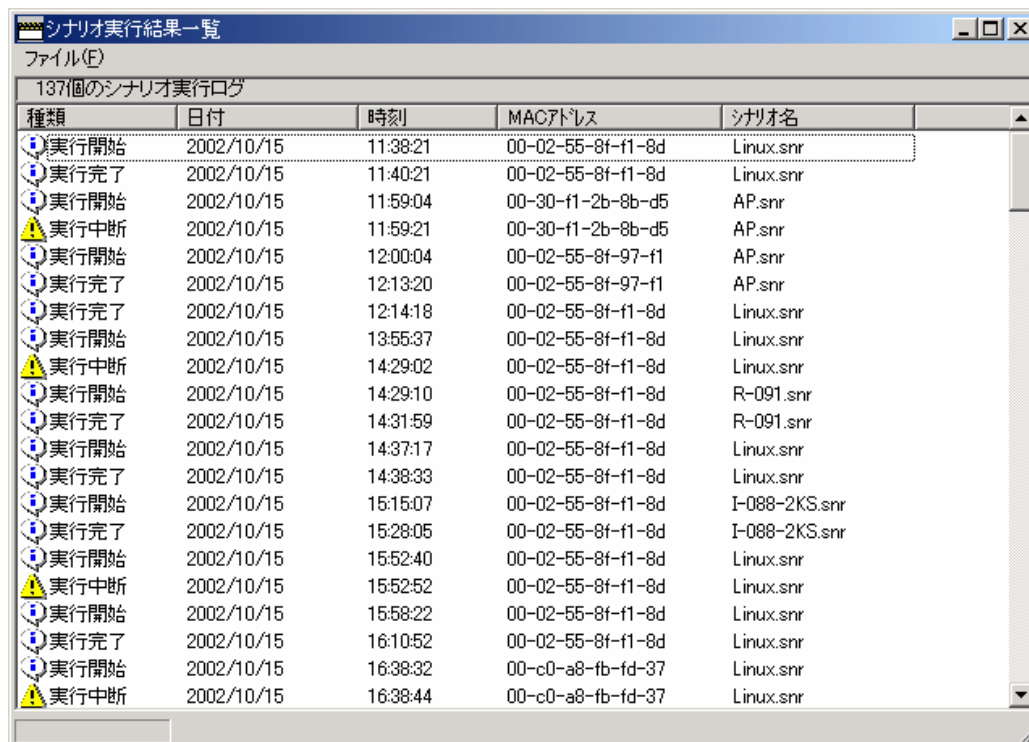 シナリオ実行結果一覧
ファイル(F)
137個のシナリオ実行ログ
種類 日付 時刻 MACアドレス シナリオ名
実行開始 2002/10/15 11:38:21 00-02-55-8f-f1-8d Linux.snr
実行完了 2002/10/15 11:40:21 00-02-55-8f-f1-8d Linux.snr
実行開始 2002/10/15 11:59:04 00-30-f1-2b-8b-d5 AP.snr
実行中断 2002/10/15 11:59:21 00-30-f1-2b-8b-d5 AP.snr
実行開始 2002/10/15 12:00:04 00-02-55-8f-97-f1 AP.snr
実行完了 2002/10/15 12:13:20 00-02-55-8f-97-f1 AP.snr
実行完了 2002/10/15 12:14:18 00-02-55-8f-f1-8d Linux.snr
実行開始 2002/10/15 13:55:37 00-02-55-8f-f1-8d Linux.snr
実行中断 2002/10/15 14:29:02 00-02-55-8f-f1-8d Linux.snr
実行開始 2002/10/15 14:29:10 00-02-55-8f-f1-8d R-091.snr
実行完了 2002/10/15 14:31:59 00-02-55-8f-f1-8d R-091.snr
実行開始 2002/10/15 14:37:17 00-02-55-8f-f1-8d Linux.snr
実行完了 2002/10/15 14:38:33 00-02-55-8f-f1-8d Linux.snr
実行開始 2002/10/15 15:15:07 00-02-55-8f-f1-8d I-088-2KS.snr
実行完了 2002/10/15 15:28:05 00-02-55-8f-f1-8d I-088-2KS.snr
実行開始 2002/10/15 15:52:40 00-02-55-8f-f1-8d Linux.snr
実行中断 2002/10/15 15:52:52 00-02-55-8f-f1-8d Linux.snr
実行開始 2002/10/15 15:58:22 00-02-55-8f-f1-8d Linux.snr
実行完了 2002/10/15 16:10:52 00-02-55-8f-f1-8d Linux.snr
実行開始 2002/10/15 16:38:32 00-c0-a8-fb-fd-37 Linux.snr
実行中断 2002/10/15 16:38:44 00-c0-a8-fb-fd-37 Linux.snr